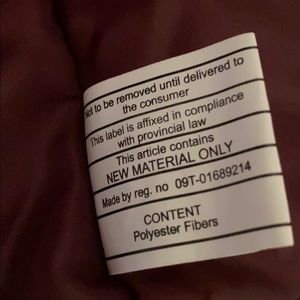 Not to be removed until delivered to
the consumer
This label is affixed in compliance
with provincial law
This article contains
NEW MATERIAL ONLY
Made by reg. no 09T-01689214
CONTENT
Polyester Fibers